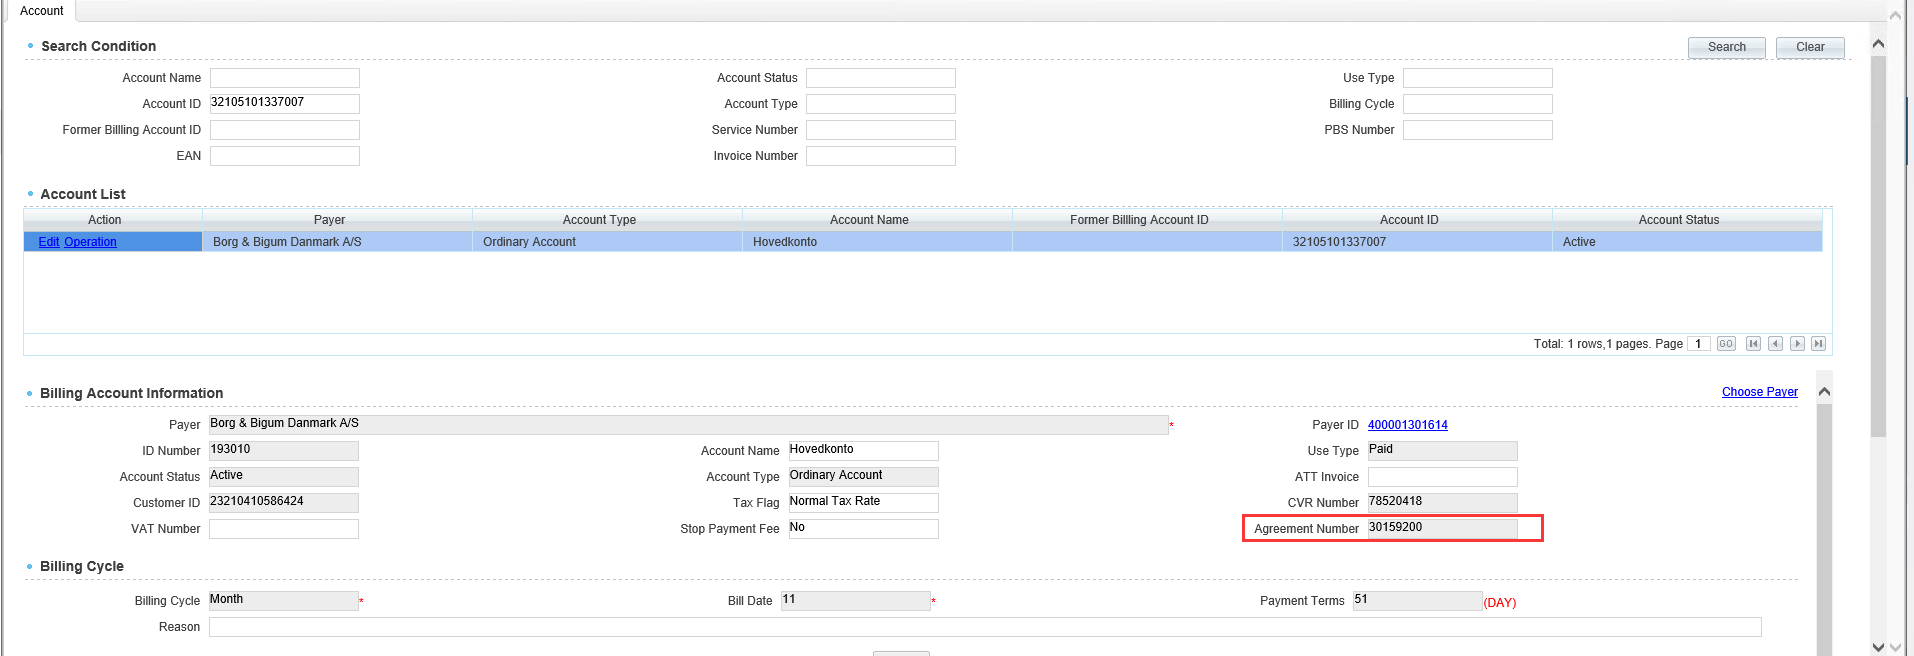 Account
Search Condition
Search Clear
Account Name Account Status Use Type
Account ID 32105101337007 Account Type Billing Cycle
Former Billling Account ID Service Number PBS Number
EAN Invoice Number
Account List
Action Payer Account Type Account Name Former Billling Account ID Account ID Account Status
Edit Operation Borg & Bigum Danmark A/S Ordinary Account Hovedkonto 32105101337007 Active
Total: 1 rows,1 pages. Page 1 GO
Billing Account Information Choose Payer
Payer Borg & Bigum Danmark A/S * Payer ID 400001301614
ID Number 193010 Account Name Hovedkonto Use Type Paid
Account Status Active Account Type Ordinary Account ATT Invoice
Customer ID 23210410586424 Tax Flag Normal Tax Rate CVR Number 78520418
VAT Number Stop Payment Fee No Agreement Number 30159200
Billing Cycle
Billing Cycle Month * Bill Date 11 * Payment Terms 51 (DAY)
Reason